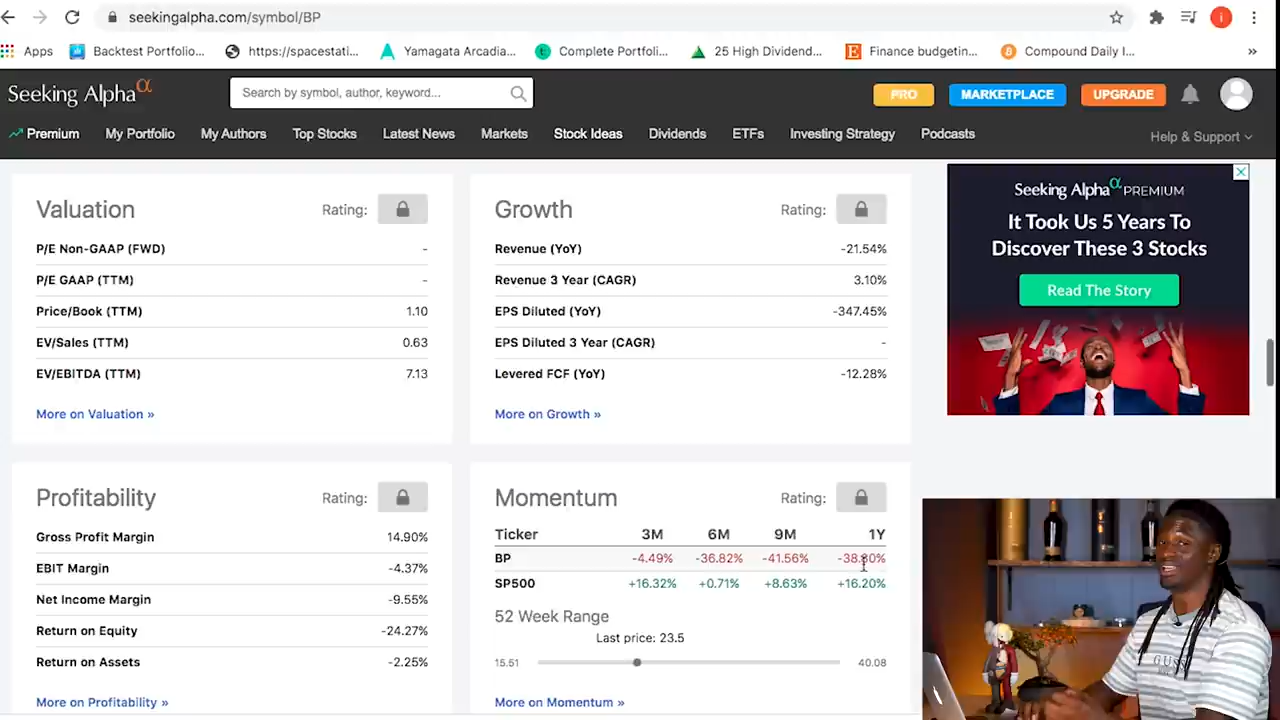 seekingalpha.com/symbol/BP
i
Apps
Backtest Portfolio...
https://spacestati...
Yamagata Arcadia...
Complete Portfoli...
25 High Dividend...
Finance budgetin...
Compound Daily I...
»
Seeking Alpha α
Search by symbol, author, keyword...
PRO
MARKETPLACE
UPGRADE
Premium
My Portfolio
My Authors
Top Stocks
Latest News
Markets
Stock Ideas
Dividends
ETFs
Investing Strategy
Podcasts
Help & Support
Valuation Rating:
P/E Non-GAAP (FWD) -
P/E GAAP (TTM) -
Price/Book (TTM) 1.10
EV/Sales (TTM) 0.63
EV/EBITDA (TTM) 7.13
More on Valuation »
Growth Rating:
Revenue (YoY) -21.54%
Revenue 3 Year (CAGR) 3.10%
EPS Diluted (YoY) -347.45%
EPS Diluted 3 Year (CAGR) -
Levered FCF (YoY) -12.28%
More on Growth »
Seeking Alpha α PREMIUM
It Took Us 5 Years To
Discover These 3 Stocks
Read The Story
Profitability Rating:
Gross Profit Margin 14.90%
EBIT Margin -4.37%
Net Income Margin -9.55%
Return on Equity -24.27%
Return on Assets -2.25%
More on Profitability »
Momentum Rating:
Ticker 3M 6M 9M 1Y
BP -4.49% -36.82% -41.56%
SP500 +16.32% +0.71% +8.63% +16.20%
52 Week Range
Last price: 23.5
15.51 40.08
More on Momentum »
GUESS